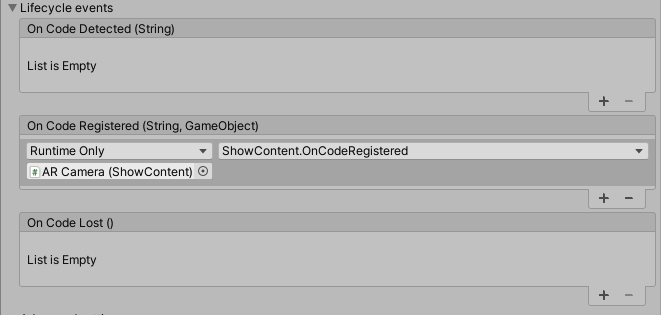 Lifecycle events
On Code Detected (String)
List is Empty
On Code Registered (String, GameObject)
Runtime Only ShowContent.OnCodeRegistered
# AR Camera (ShowContent)
On Code Lost ()
List is Empty